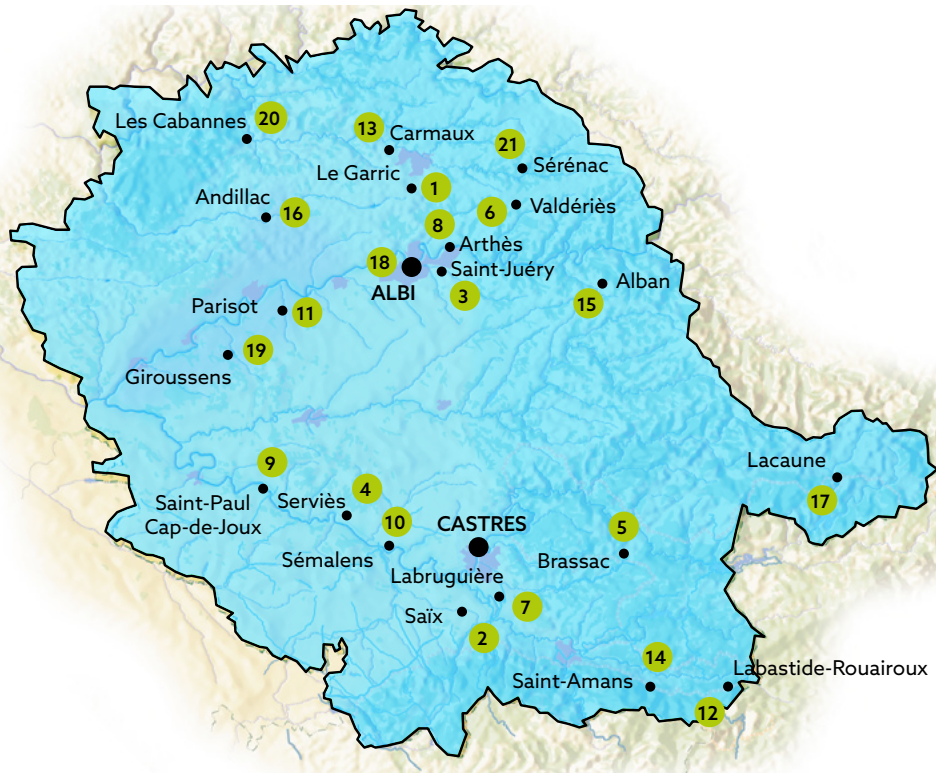 20
Les Cabannes
13
Carmaux
21
Sérénac
Le Garric
1
Andillac
16
6
Valdériès
8
Arthès
18
Saint-Juéry
ALBI
3
Alban
15
Parisot
11
19
Giroussens
9
Saint-Paul
Cap-de-Joux
Serviès
4
10
Sémalens
CASTRES
5
Brassac
Lacaune
17
Labruguière
7
Saïx
2
14
Saint-Amans
Labastide-Rouairoux
12